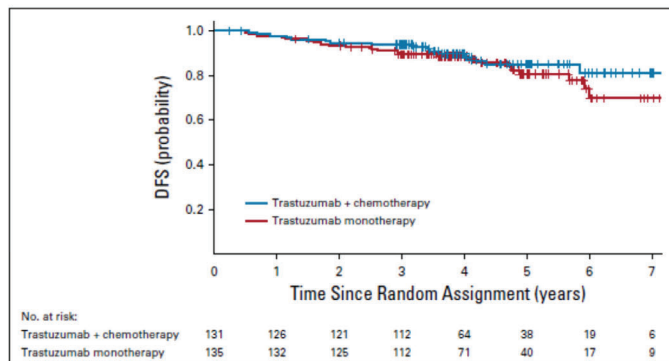 1.0
0.8
0.6
0.4
0.2
DFS (probability)
Trastuzumab + chemotherapy
Trastuzumab monotherapy
0 1 2 3 4 5 6 7
Time Since Random Assignment (years)
No. at risk:
Trastuzumab + chemotherapy 131 126 121 112 64 38 19 6
Trastuzumab monotherapy 135 132 125 112 71 40 17 9